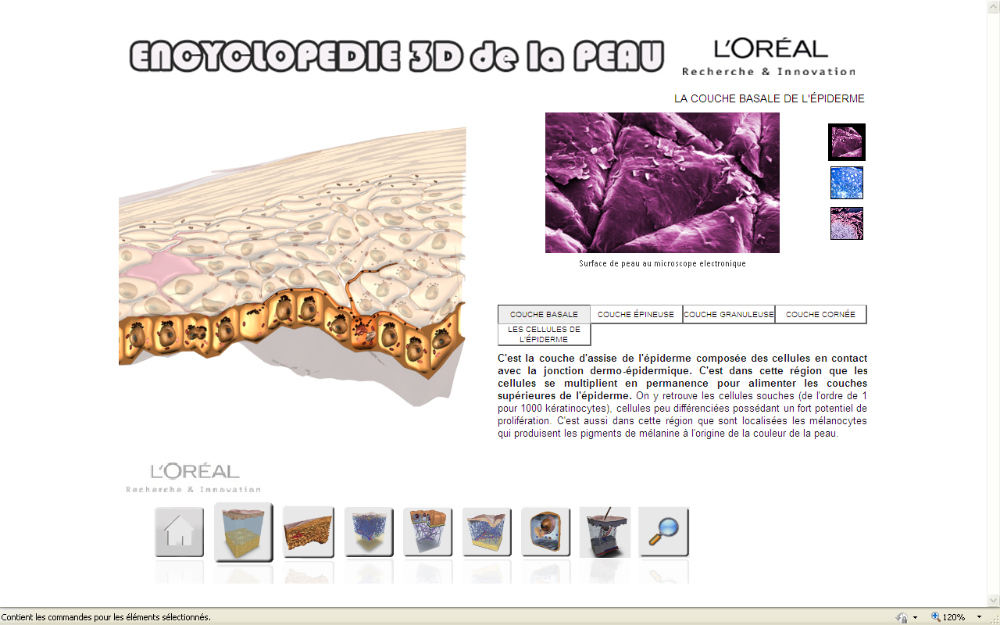 ENCYCLOPEDIE 3D de la PEAU
L'ORÉAL
Recherche & Innovation
LA COUCHE BASALE DE L'ÉPIDERME
Surface de peau au microscope electronique
COUCHE BASALE
COUCHE ÉPINEUSE
COUCHE GRANULEUSE
COUCHE CORNÉE
LES CELLULES DE
L'ÉPIDERME
C'est la couche d'assise de l'épiderme composée des cellules en contact
avec la jonction dermo-épidermique. C'est dans cette région que les
cellules se multiplient en permanence pour alimenter les couches
supérieures de l'épiderme. On y retrouve les cellules souches (de l'ordre de 1
pour 1000 kératinocytes), cellules peu différenciées possédant un fort potentiel de
prolifération. C'est aussi dans cette région que sont localisées les mélanocytes
qui produisent les pigments de mélanine à l'origine de la couleur de la peau.
L'ORÉAL
Recherche & Innovation
Contient les commandes pour les éléments sélectionnés.
120%